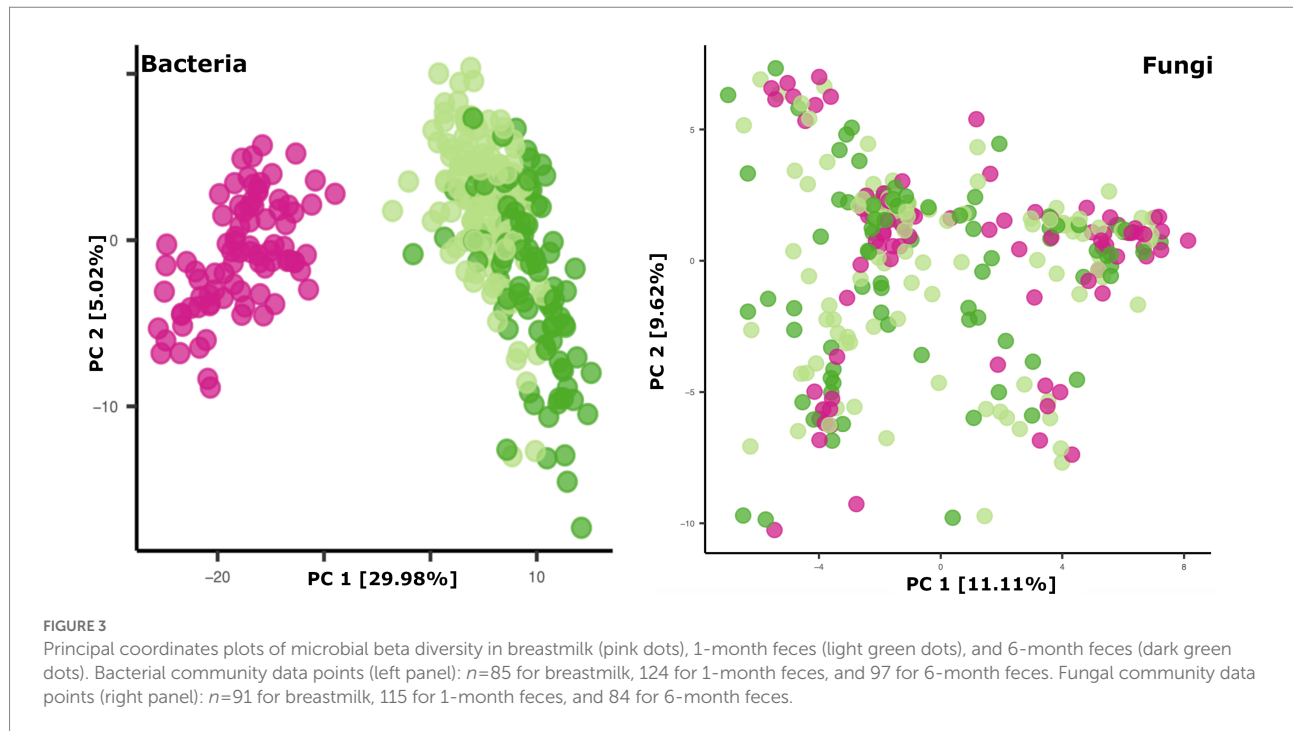 Bacteria
PC 2 [5.02%]
0
−10
−20
10
PC 1 [29.98%]
Fungi
PC 2 [9.62%]
5
0
−5
−10
−4
0
4
8
PC 1 [11.11%]
FIGURE 3
Principal coordinates plots of microbial beta diversity in breastmilk (pink dots), 1-month feces (light green dots), and 6-month feces (dark green
dots). Bacterial community data points (left panel): n=85 for breastmilk, 124 for 1-month feces, and 97 for 6-month feces. Fungal community data
points (right panel): n=91 for breastmilk, 115 for 1-month feces, and 84 for 6-month feces.